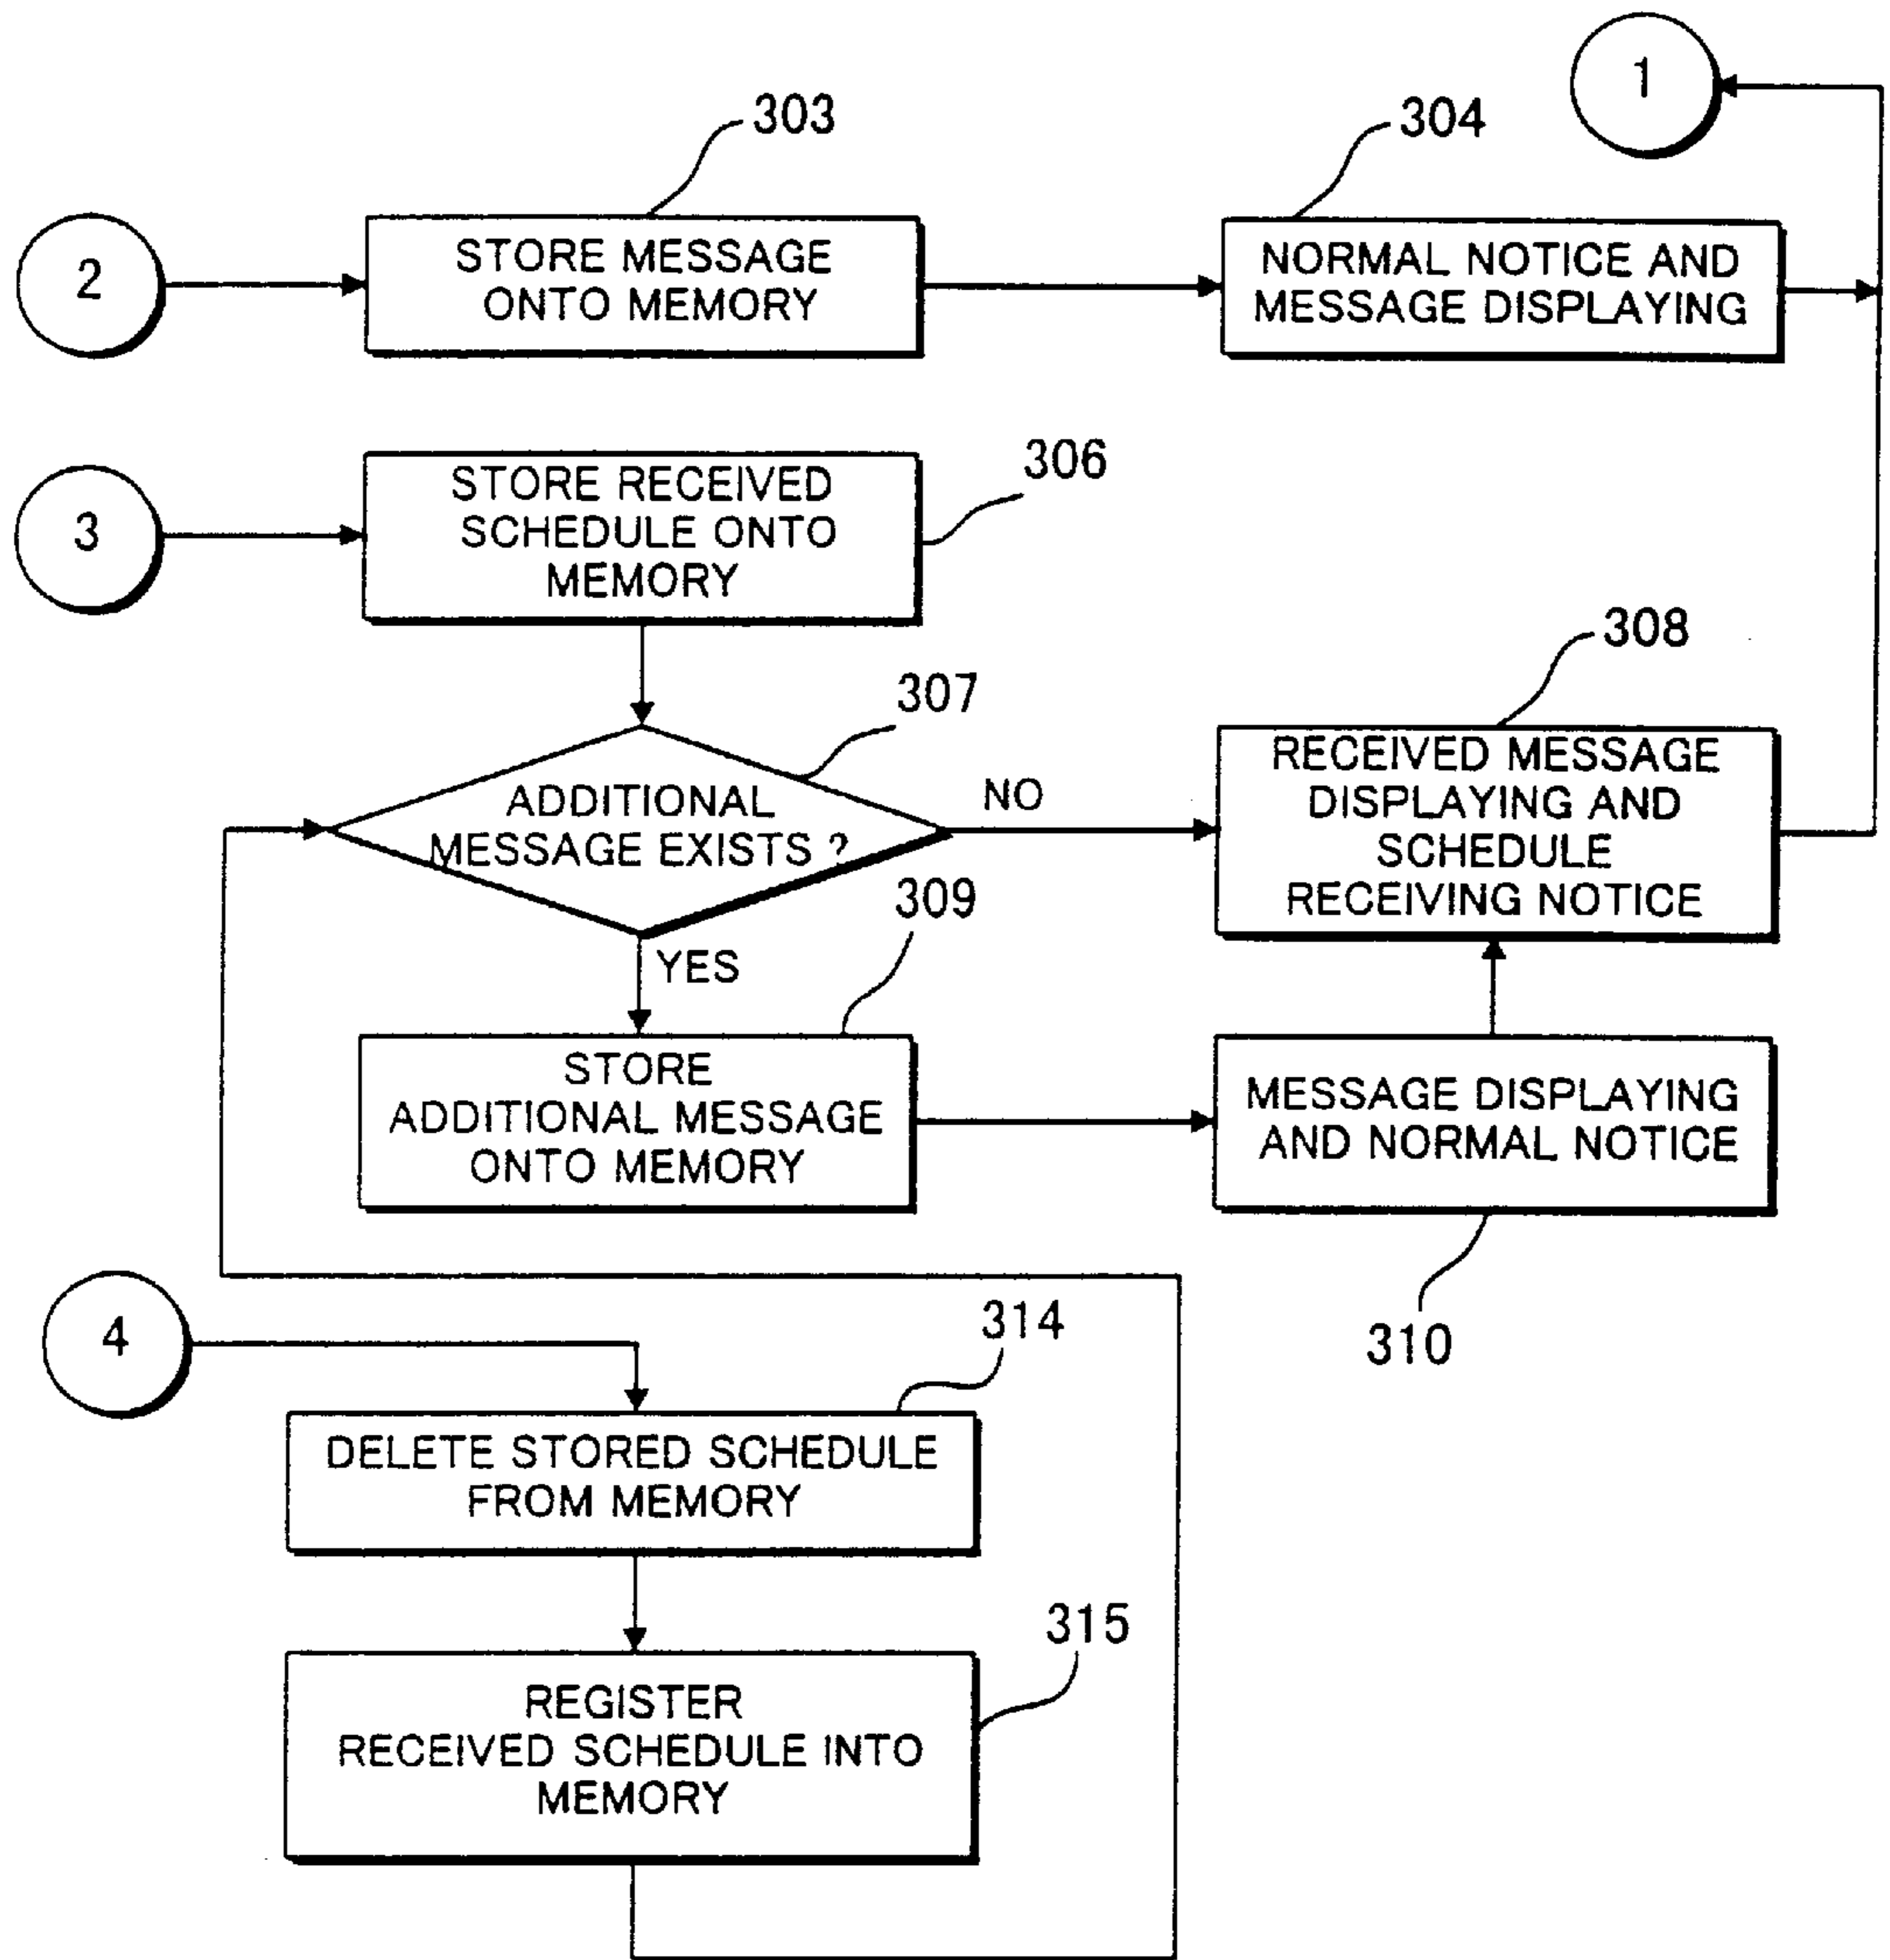 1
303
304
2
STORE MESSAGE
ONTO MEMORY
NORMAL NOTICE AND
MESSAGE DISPLAYING
3
STORE RECEIVED
SCHEDULE ONTO
MEMORY
306
307
308
ADDITIONAL
MESSAGE EXISTS ?
NO
RECEIVED MESSAGE
DISPLAYING AND
SCHEDULE
RECEIVING NOTICE
YES
309
STORE
ADDITIONAL MESSAGE
ONTO MEMORY
MESSAGE DISPLAYING
AND NORMAL NOTICE
310
4
314
DELETE STORED SCHEDULE
FROM MEMORY
315
REGISTER
RECEIVED SCHEDULE INTO
MEMORY